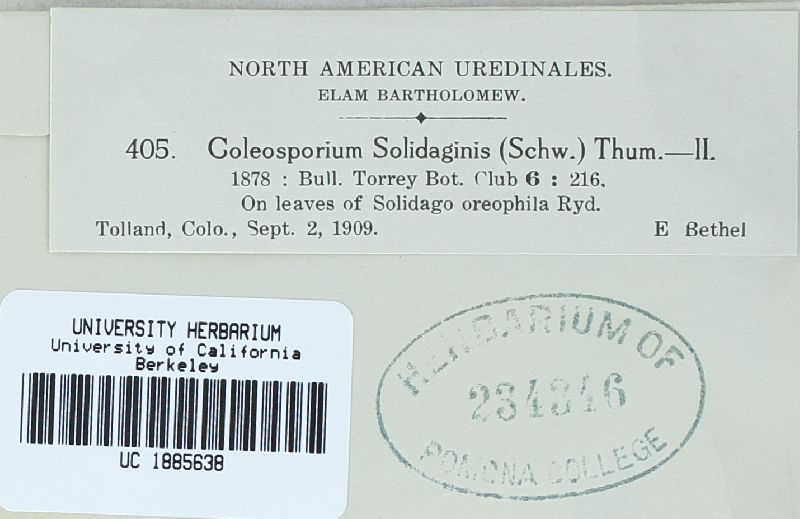 NORTH AMERICAN UREDINALES.
ELAM BARTHOLOMEW.
405. Coleosporium Solidaginis (Schw.) Thum.—II.
1878 : Bull. Torrey Bot. Club 6 : 216.
On leaves of Solidago oreophila Ryd.
Tolland, Colo., Sept. 2, 1909. E Bethel
UNIVERSITY HERBARIUM
University of California
Berkeley
UC 1885638
HERBARIUM OF
234346
POMONA COLLEGE